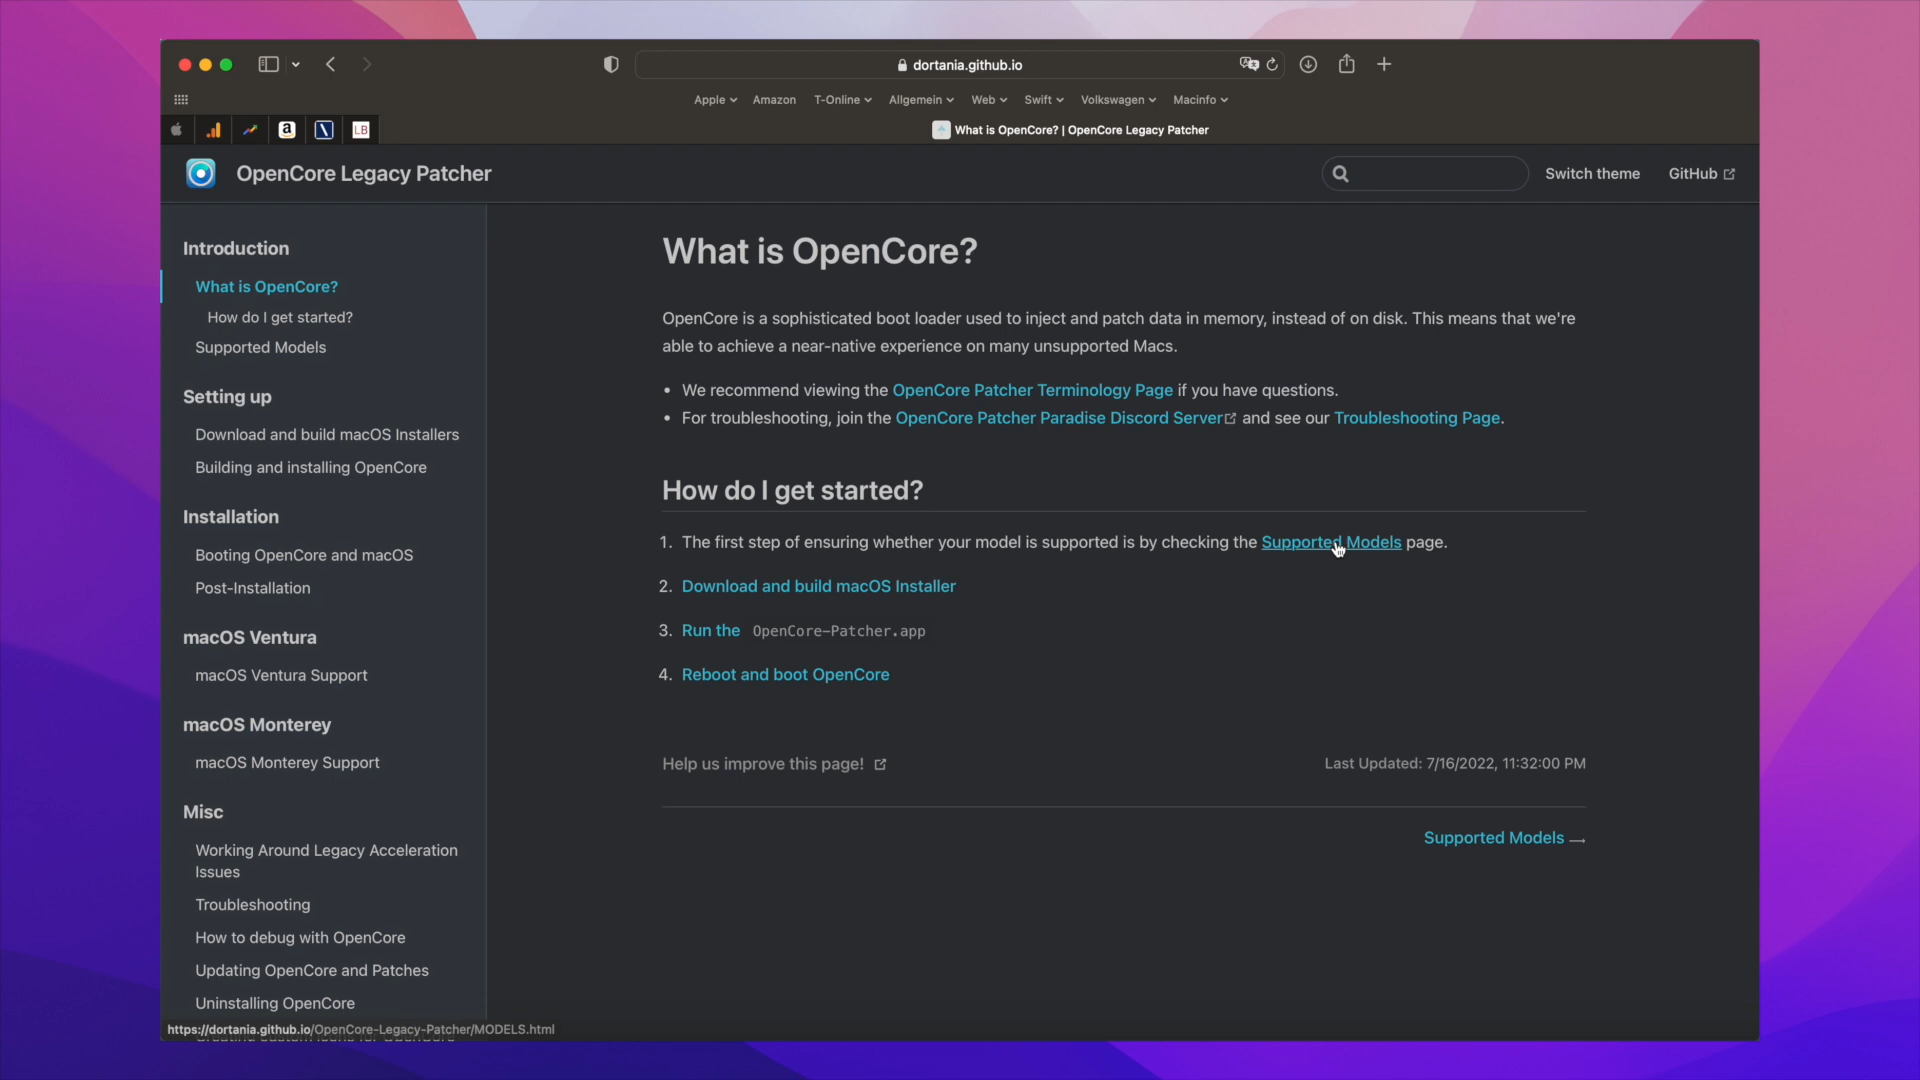 dortania.github.io
Apple Amazon T-Online Allgemein Web Swift Volkswagen Macinfo
a LB What is OpenCore? | OpenCore Legacy Patcher
OpenCore Legacy Patcher
Switch theme GitHub
Introduction
What is OpenCore?
How do I get started?
Supported Models
Setting up
Download and build macOS Installers
Building and installing OpenCore
Installation
Booting OpenCore and macOS
Post-Installation
macOS Ventura
macOS Ventura Support
macOS Monterey
macOS Monterey Support
Misc
Working Around Legacy Acceleration
Issues
Troubleshooting
How to debug with OpenCore
Updating OpenCore and Patches
Uninstalling OpenCore
What is OpenCore?
OpenCore is a sophisticated boot loader used to inject and patch data in memory, instead of on disk. This means that we're
able to achieve a near-native experience on many unsupported Macs.
• We recommend viewing the OpenCore Patcher Terminology Page if you have questions.
• For troubleshooting, join the OpenCore Patcher Paradise Discord Server and see our Troubleshooting Page.
How do I get started?
1. The first step of ensuring whether your model is supported is by checking the Supported Models page.
2. Download and build macOS Installer
3. Run the OpenCore-Patcher.app
4. Reboot and boot OpenCore
Help us improve this page!
Last Updated: 7/16/2022, 11:32:00 PM
Supported Models →
https://dortania.github.io/OpenCore-Legacy-Patcher/MODELS.html